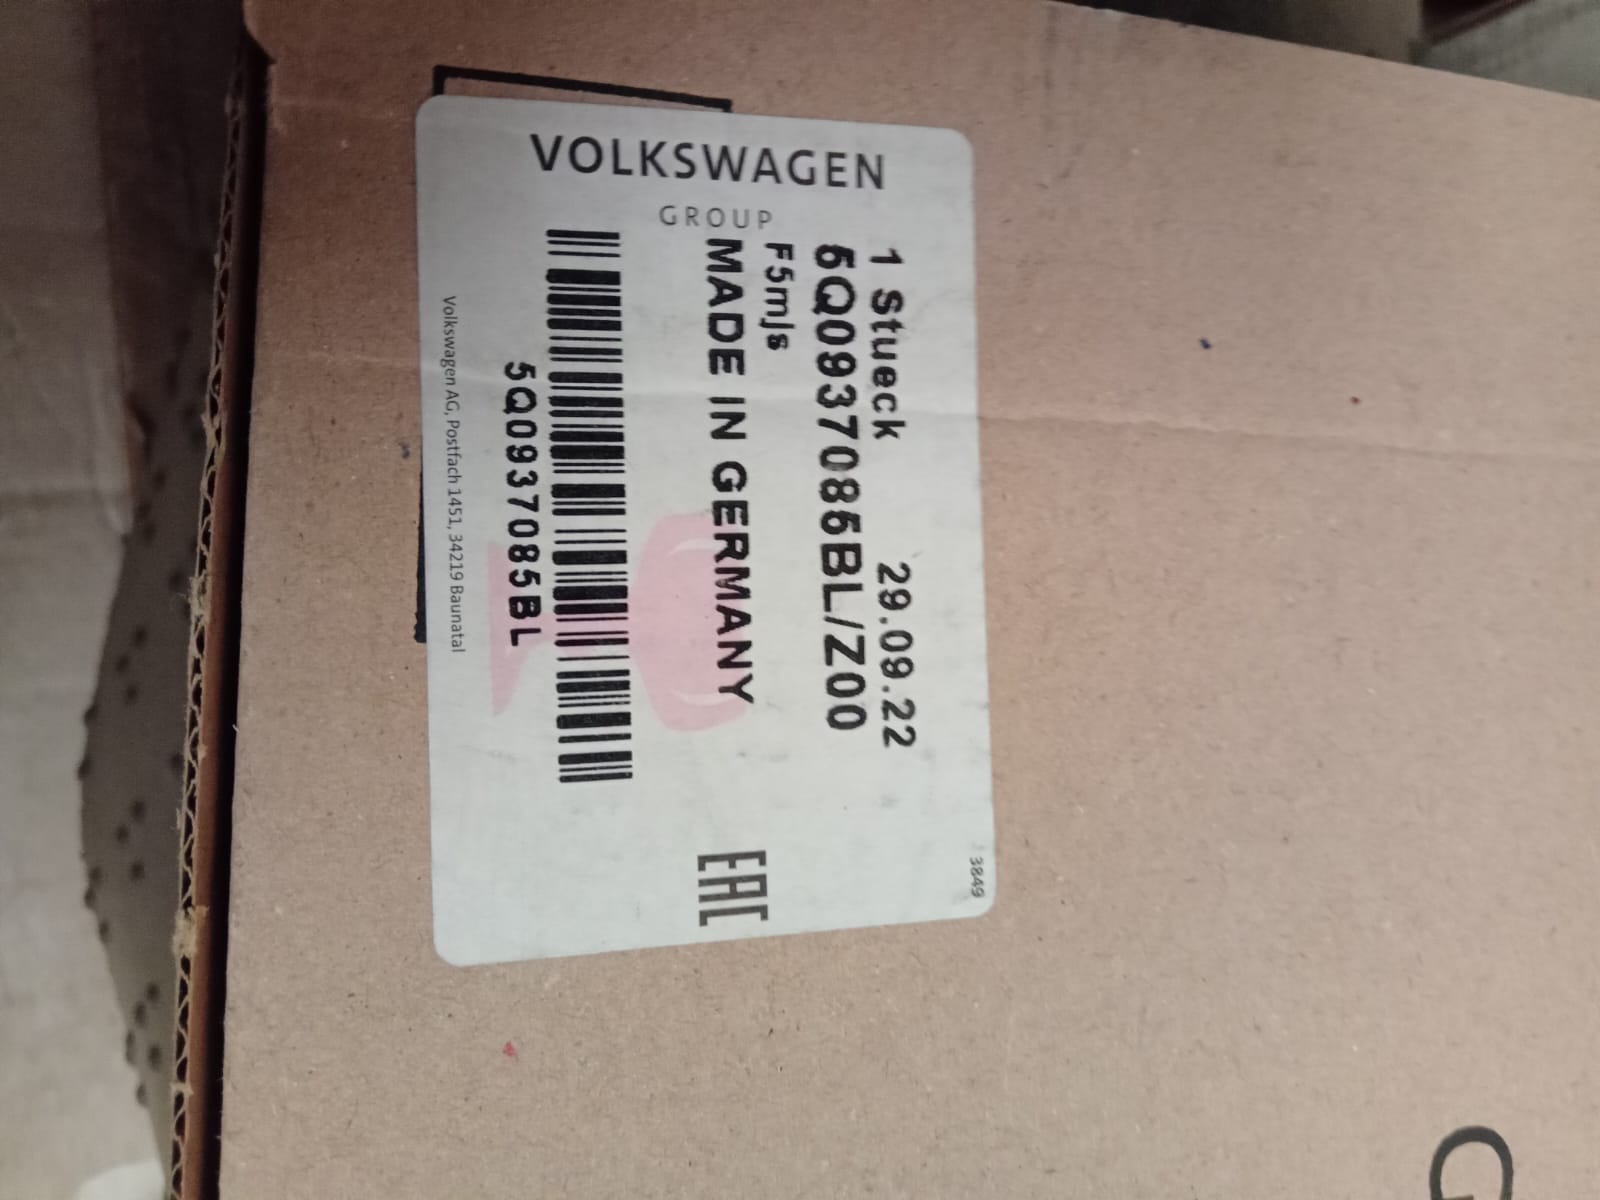 VOLKSWAGEN
GROUP
1 Stueck 29.09.22
5Q0937085BL/Z00
F5mJs
MADE IN GERMANY
5Q0937085BL
Volkswagen AG, Postfach 1451, 34219 Baunatal
EAC
3849
G